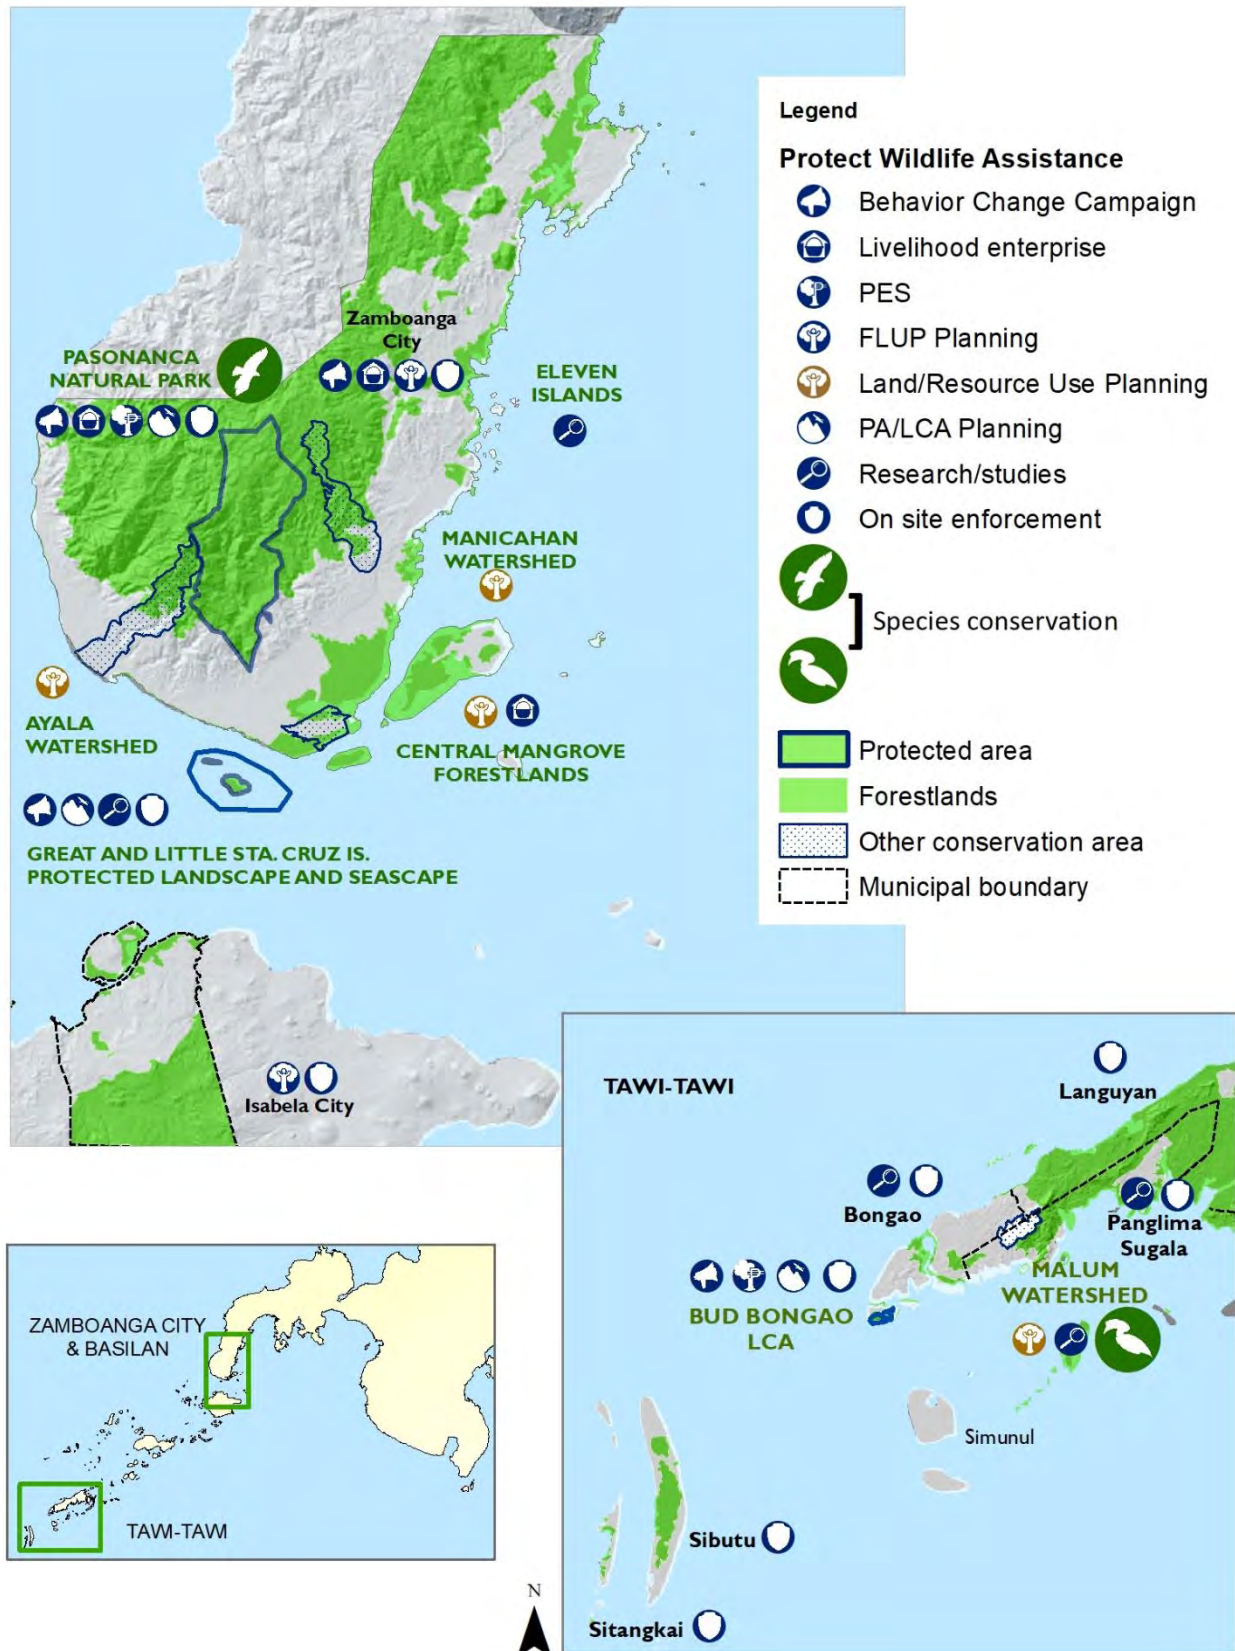 Legend
Protect Wildlife Assistance
Behavior Change Campaign
Livelihood enterprise
PES
FLUP Planning
Land/Resource Use Planning
PA/LCA Planning
Research/studies
On site enforcement
Species conservation
Protected area
Forestlands
Other conservation area
Municipal boundary
Zamboanga
City
PASONANCA
NATURAL PARK
ELEVEN
ISLANDS
MANICAHAN
WATERSHED
AYALA
WATERSHED
CENTRAL MANGROVE
FORESTLANDS
GREAT AND LITTLE STA. CRUZ IS.
PROTECTED LANDSCAPE AND SEASCAPE
Isabela City
TAWI-TAWI
Languyan
Bongao
Panglima
Sugala
MALUM
WATERSHED
BUD BONGAO
LCA
Simunul
Sibutu
Sitangkai
ZAMBOANGA CITY
& BASILAN
TAWI-TAWI
N